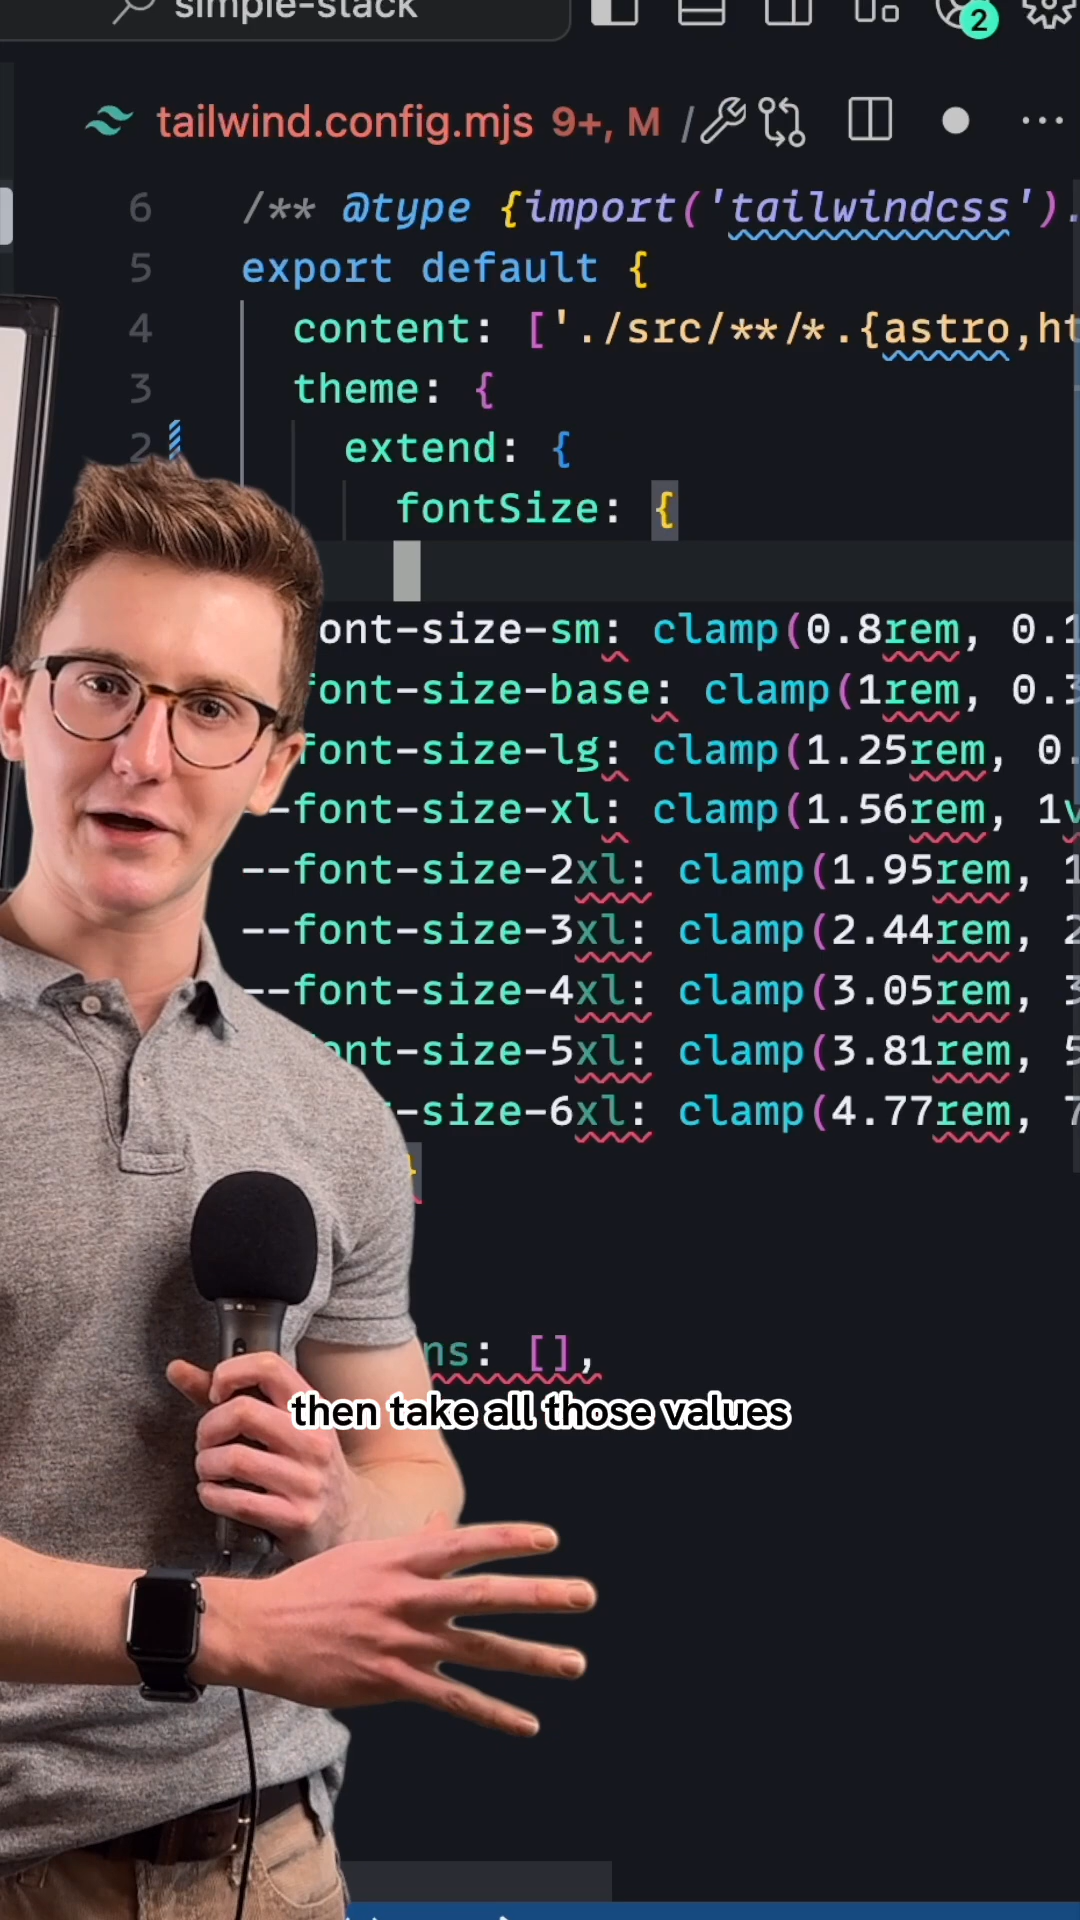 simple-stack
2
tailwind.config.mjs 9+, M /
6 /** @type {import('tailwindcss').
5 export default {
4 content: ['./src/**/*.{astro,ht
3 theme: {
2 extend: {
fontSize: {
ont-size-sm: clamp(0.8rem, 0.1
font-size-base: clamp(1rem, 0.3
font-size-lg: clamp(1.25rem, 0.
-font-size-xl: clamp(1.56rem, 1v
--font-size-2xl: clamp(1.95rem, 1
--font-size-3xl: clamp(2.44rem, 2
--font-size-4xl: clamp(3.05rem, 3
nt-size-5xl: clamp(3.81rem, 5
-size-6xl: clamp(4.77rem, 7
}
ns: [],
then take all those values